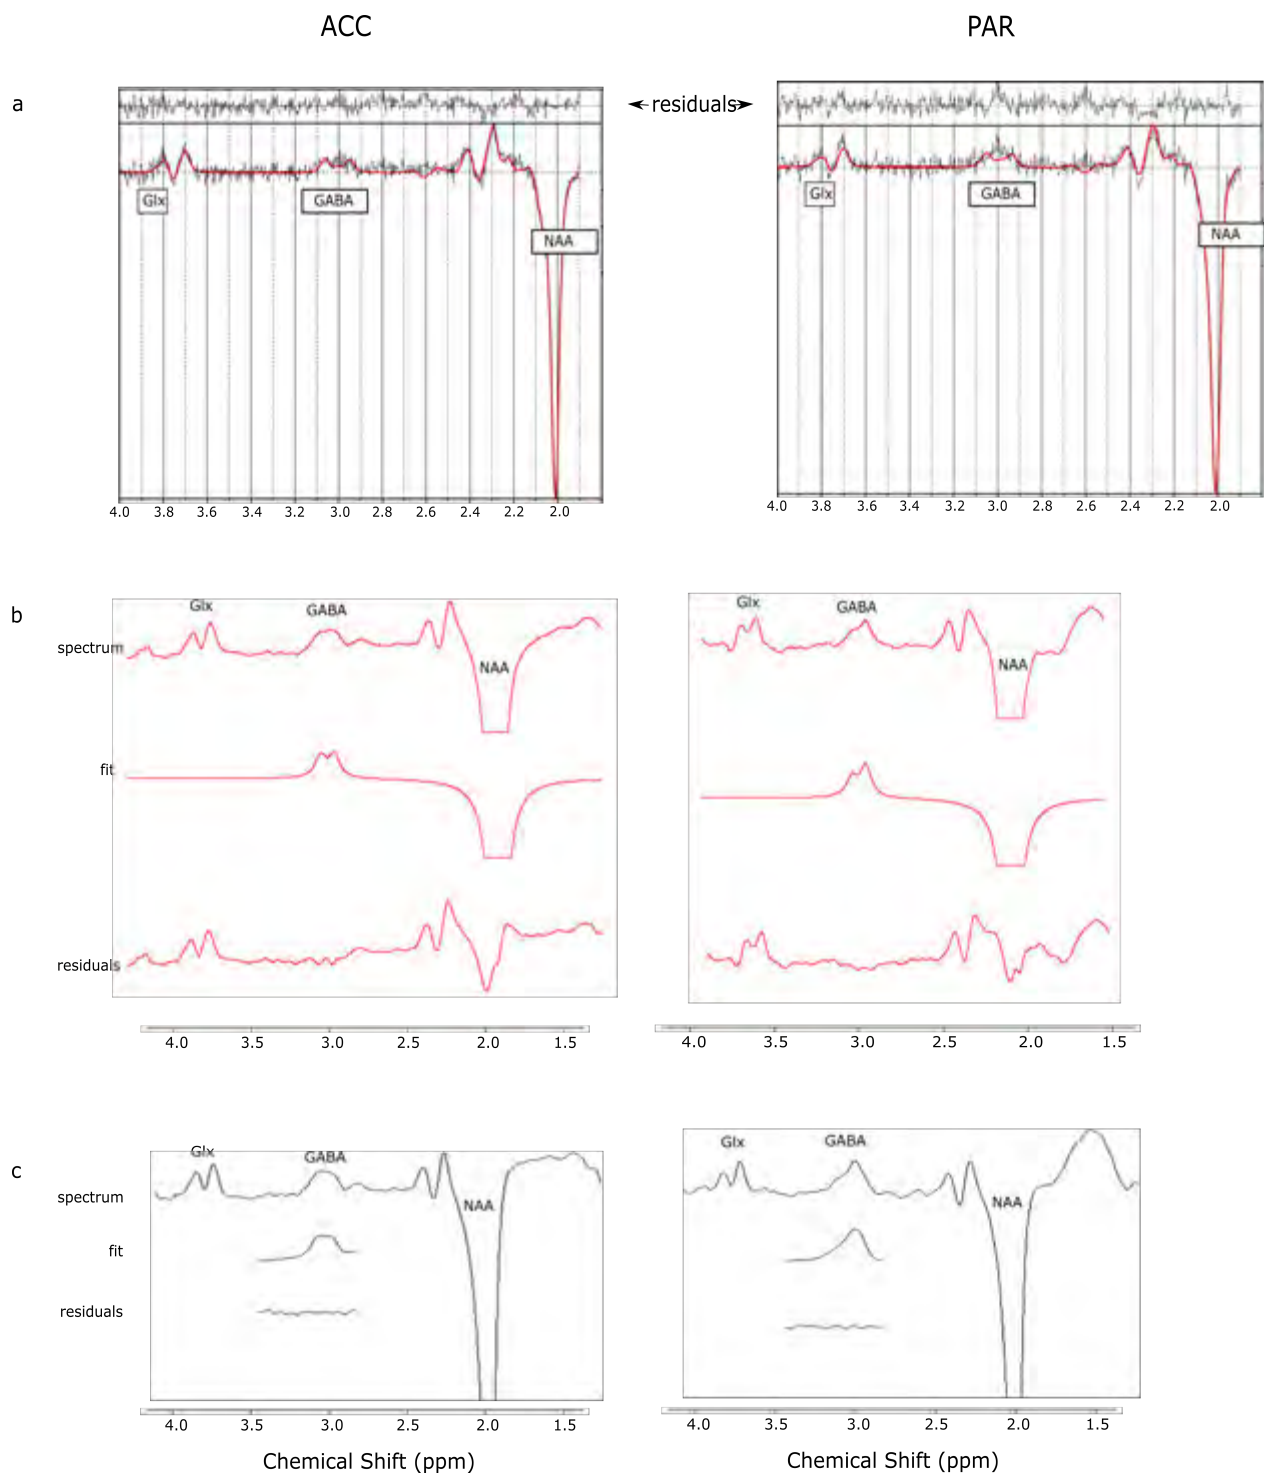 ACC PAR
a
residuals
Glx GABA NAA
Glx GABA NAA
4.0 3.8 3.6 3.4 3.2 3.0 2.8 2.6 2.4 2.2 2.0
4.0 3.8 3.6 3.4 3.2 3.0 2.8 2.6 2.4 2.2 2.0
b
Glx GABA
spectrum
NAA
fit
residuals
Glx GABA
NAA
4.0 3.5 3.0 2.5 2.0 1.5
4.0 3.5 3.0 2.5 2.0 1.5
c
Glx GABA
spectrum
NAA
fit
residuals
Glx GABA
NAA
4.0 3.5 3.0 2.5 2.0 1.5
4.0 3.5 3.0 2.5 2.0 1.5
Chemical Shift (ppm)
Chemical Shift (ppm)